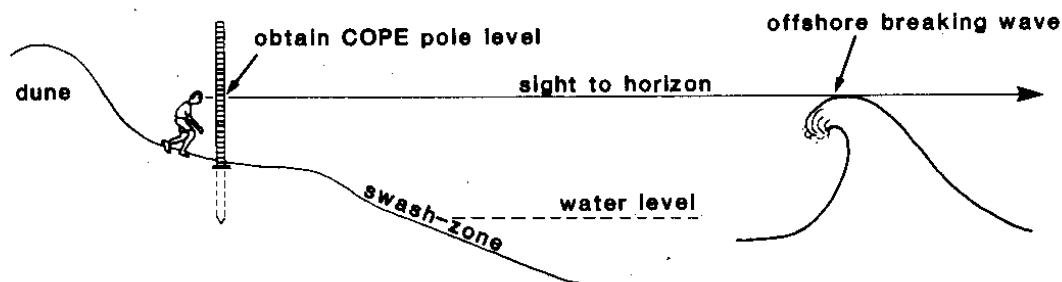 offshore breaking wave
obtain COPE pole level
dune
sight to horizon
swash-zone
water level